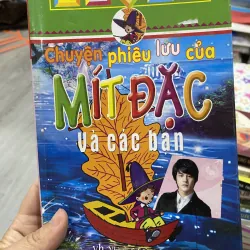 Chuyện phiêu lưu của
MÍT ĐẶC
và các bạn